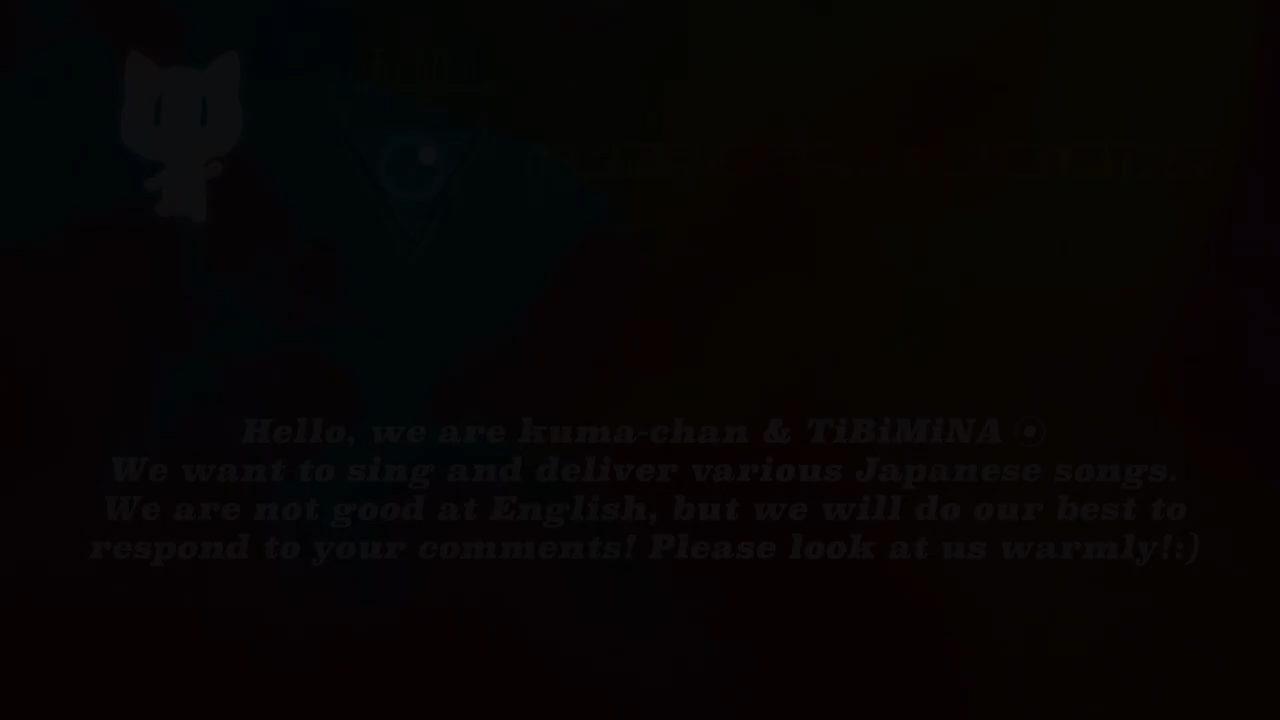 Hello, we are kuma-chan & TiBiMiNA
We want to sing and deliver various Japanese songs.
We are not good at English, but we will do our best to
respond to your comments! Please look at us warmly!:)